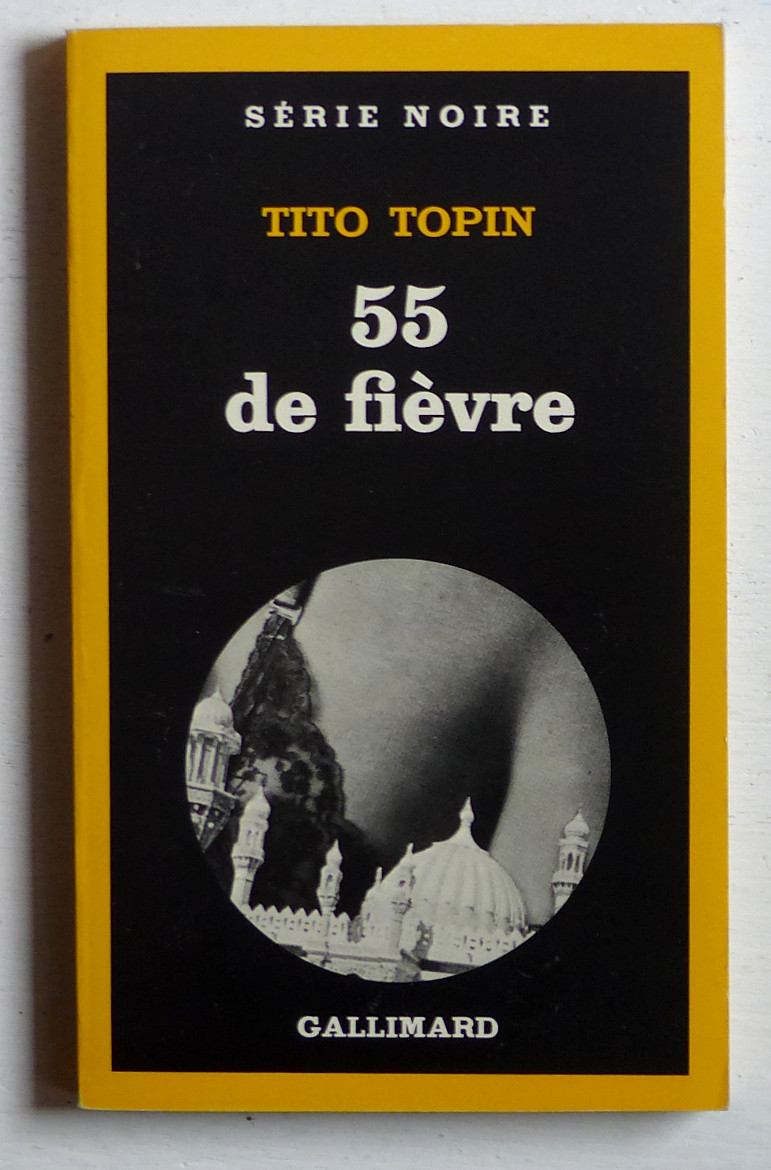 SÉRIE NOIRE
TITO TOPIN
55
de fièvre
GALLIMARD